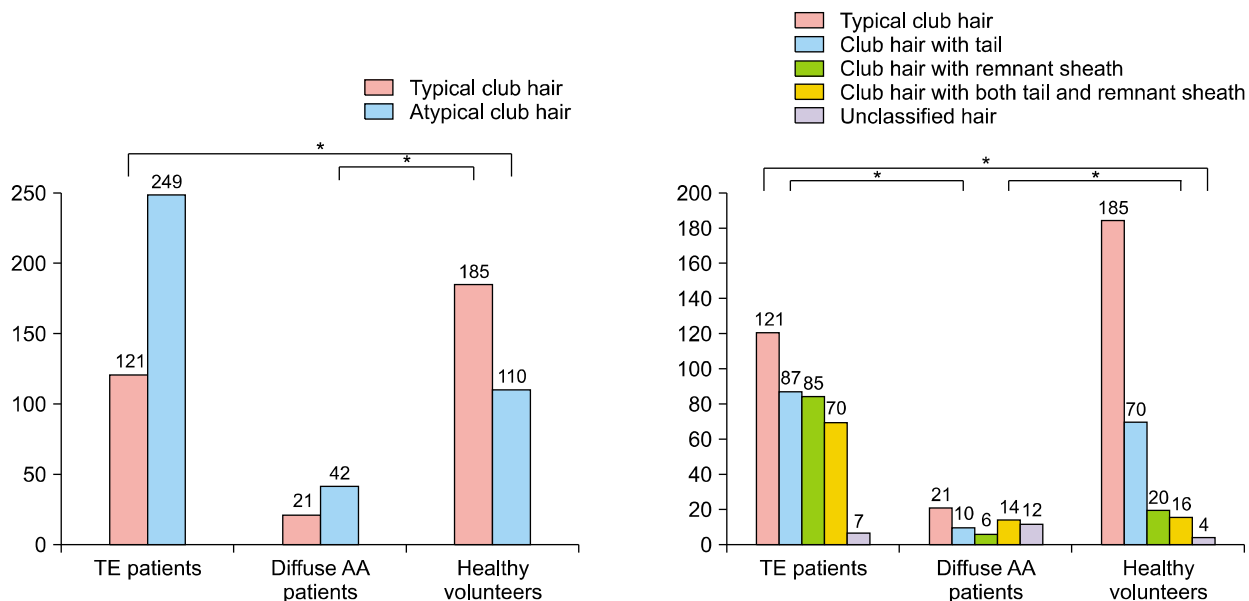 Typical club hair
Atypical club hair
*
*
250
200
150
100
50
0
249
121
21
42
185
110
TE patients
Diffuse AA
patients
Healthy
volunteers
Typical club hair
Club hair with tail
Club hair with remnant sheath
Club hair with both tail and remnant sheath
Unclassified hair
*
*
*
200
180
160
140
120
100
80
60
40
20
0
121
87
85
70
7
21
10
6
14
12
185
70
20
16
4
TE patients
Diffuse AA
patients
Healthy
volunteers